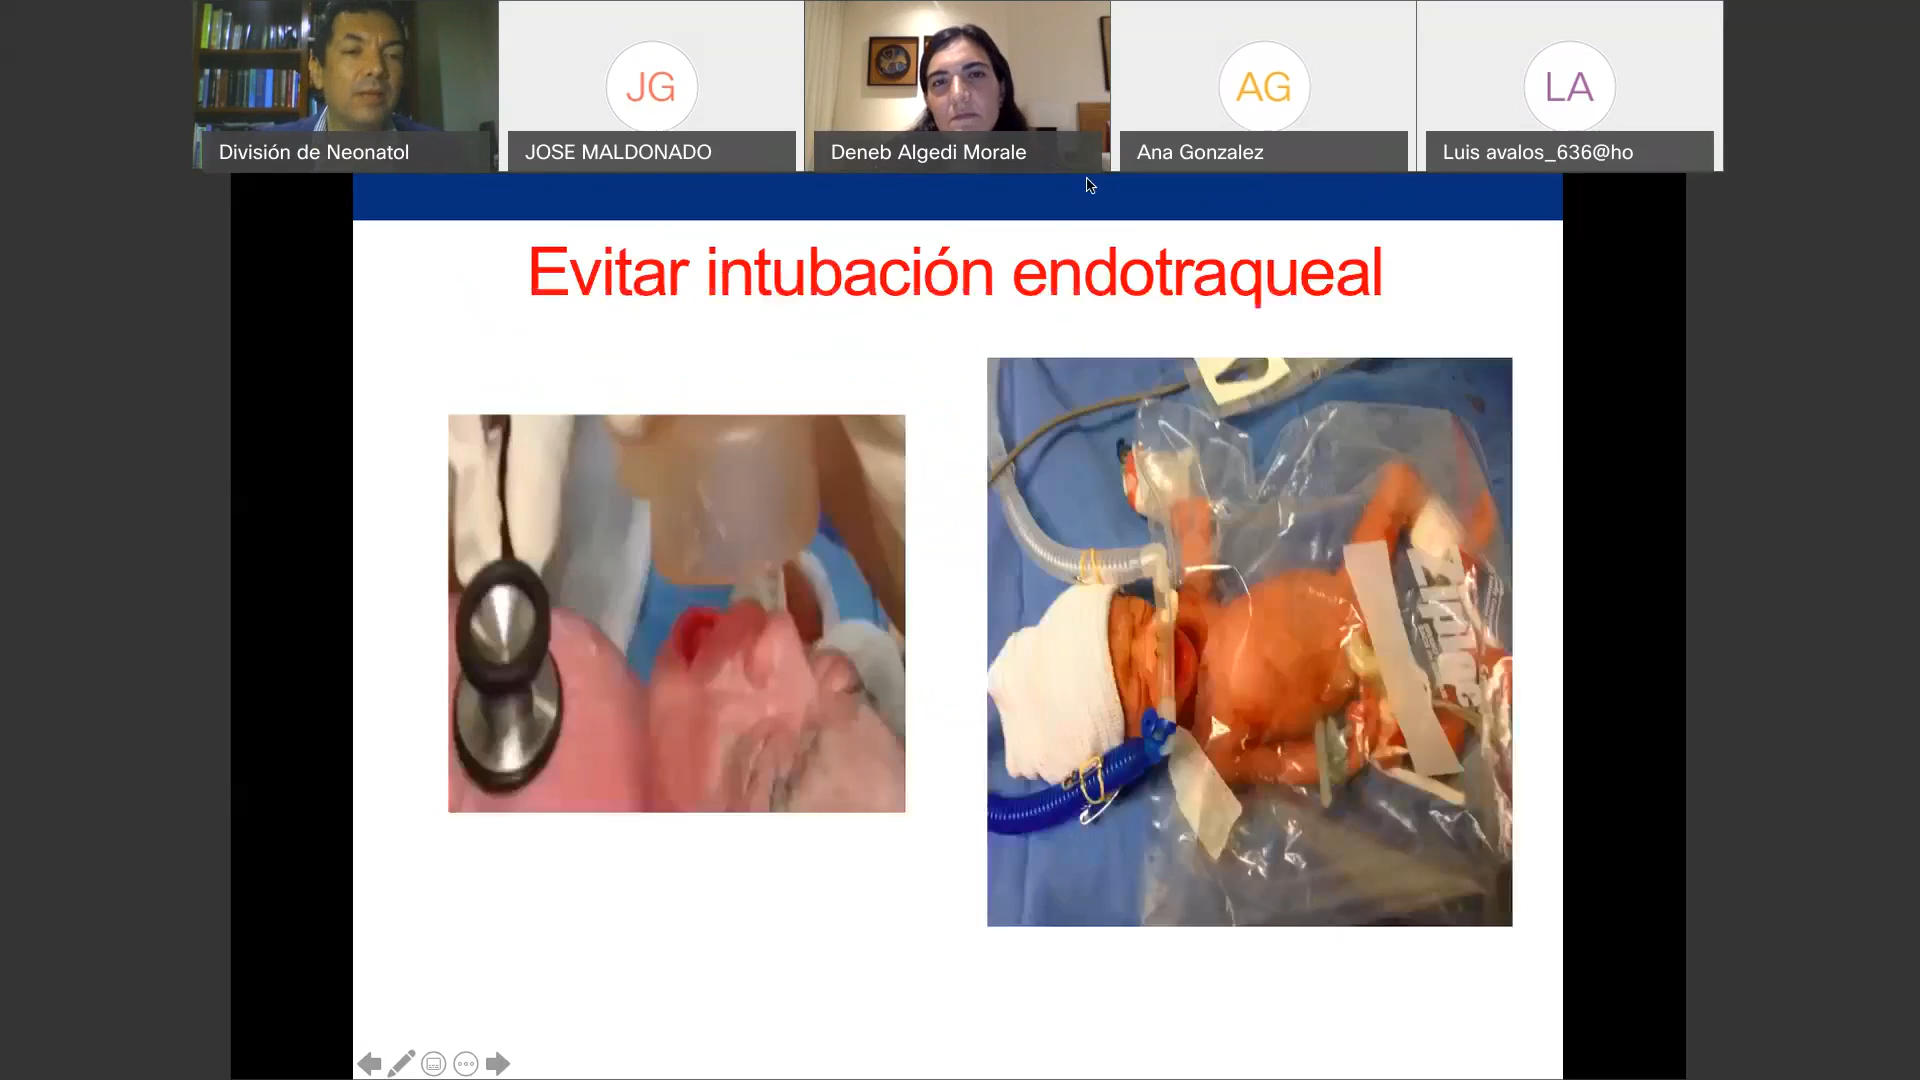 JG
AG
LA
División de Neonatol
JOSE MALDONADO
Deneb Algedi Morale
Ana Gonzalez
Luis avalos_636@ho
Evitar intubación endotraqueal